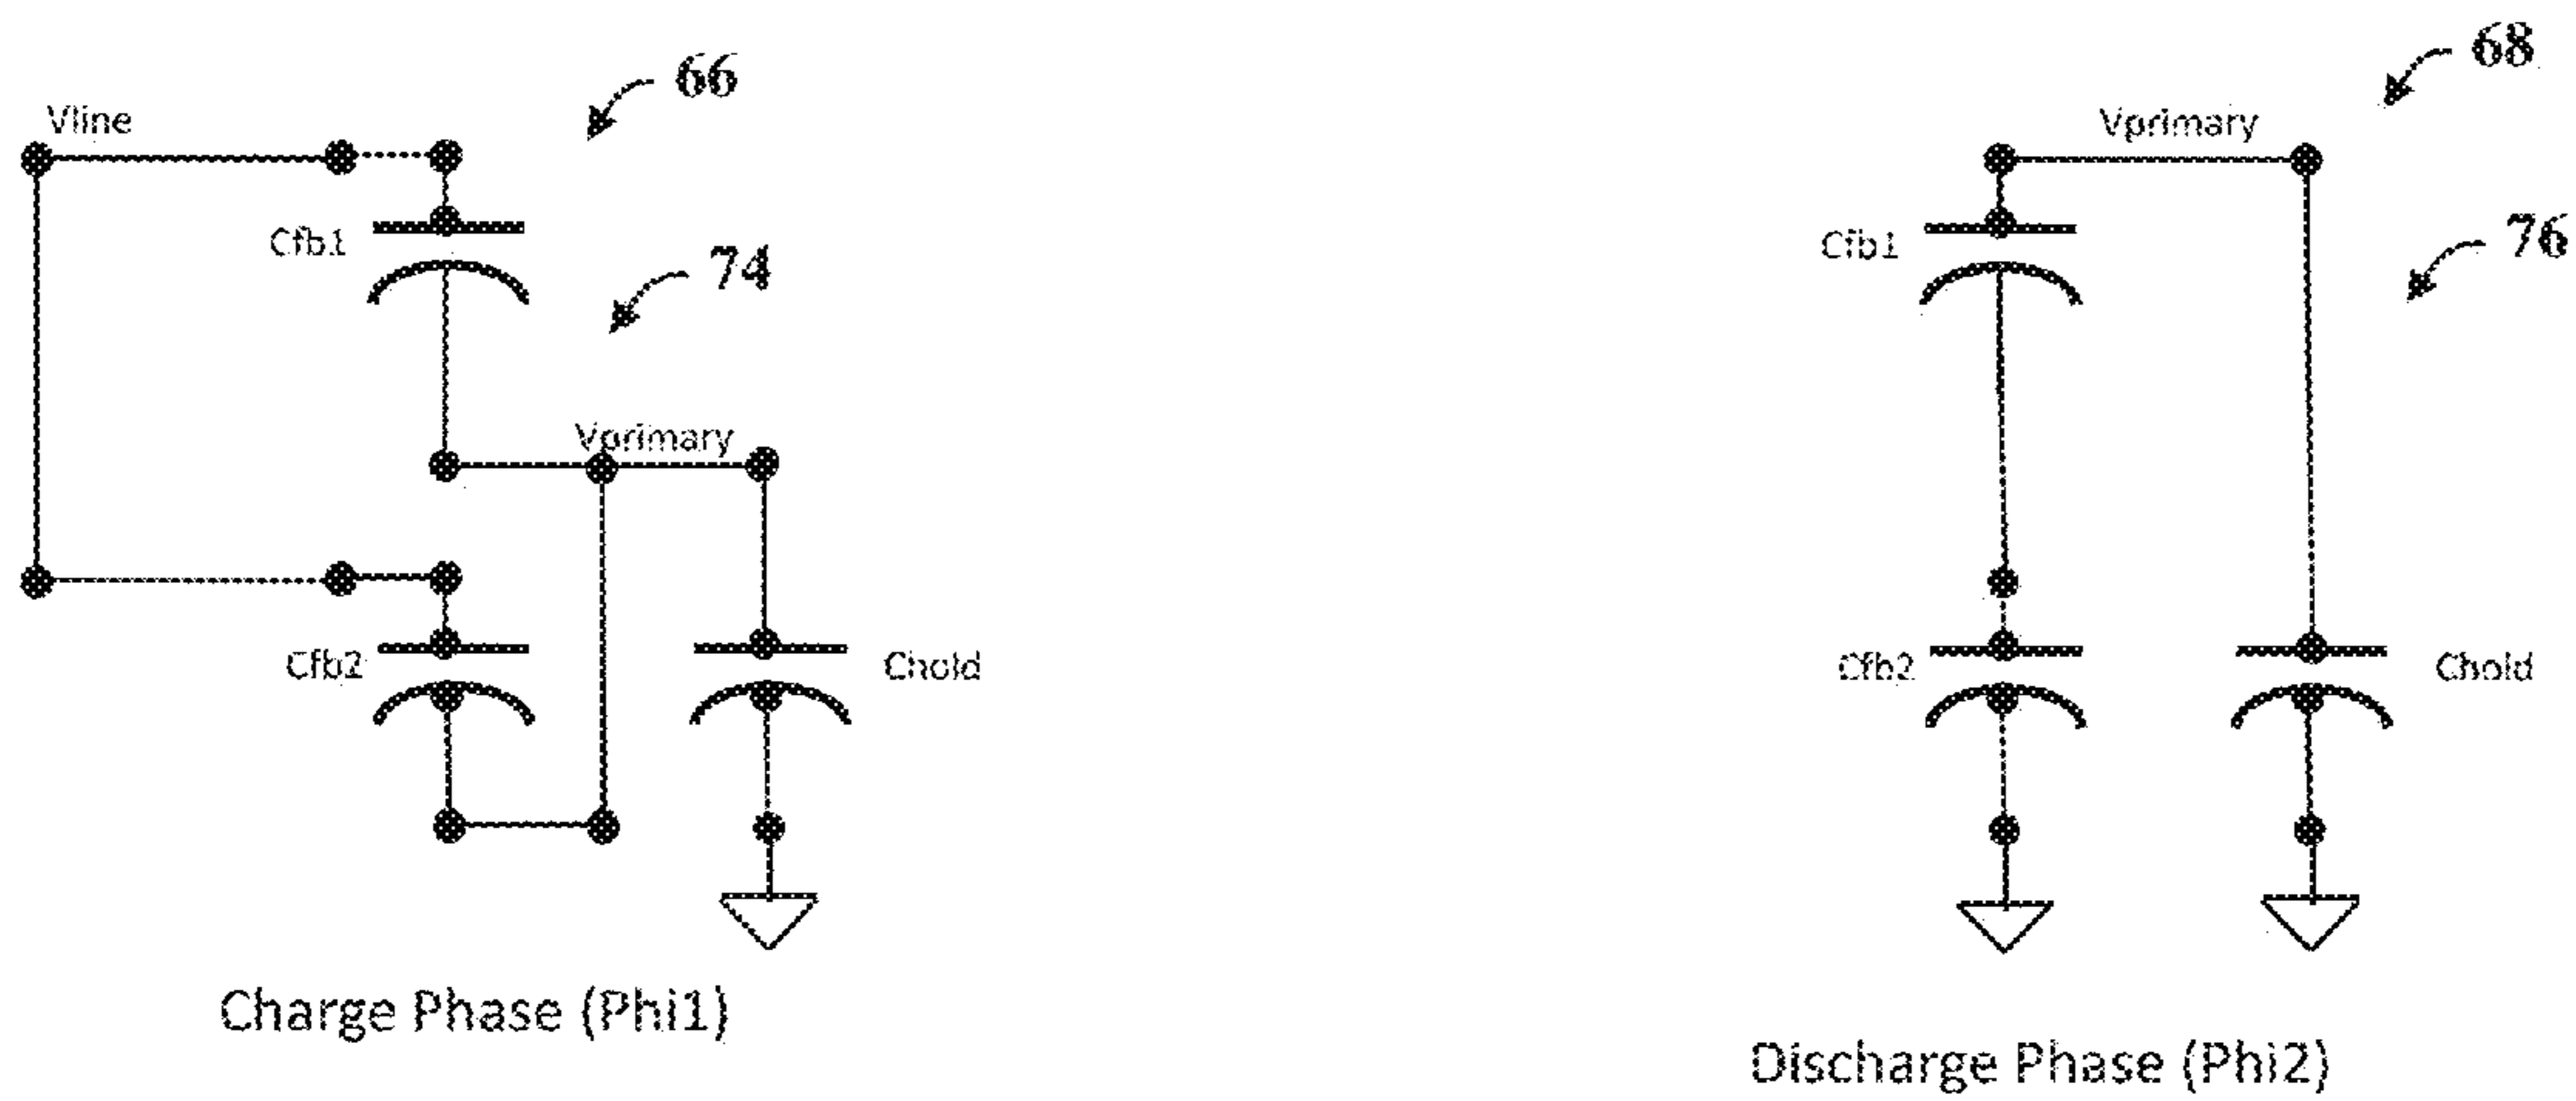 66
Vline
Cfb1
74
Vprimary
Cfb2
Chold
Charge Phase (Phi1)
68
Vprimary
Cfb1
76
Cfb2
Chold
Discharge Phase (Phi2)